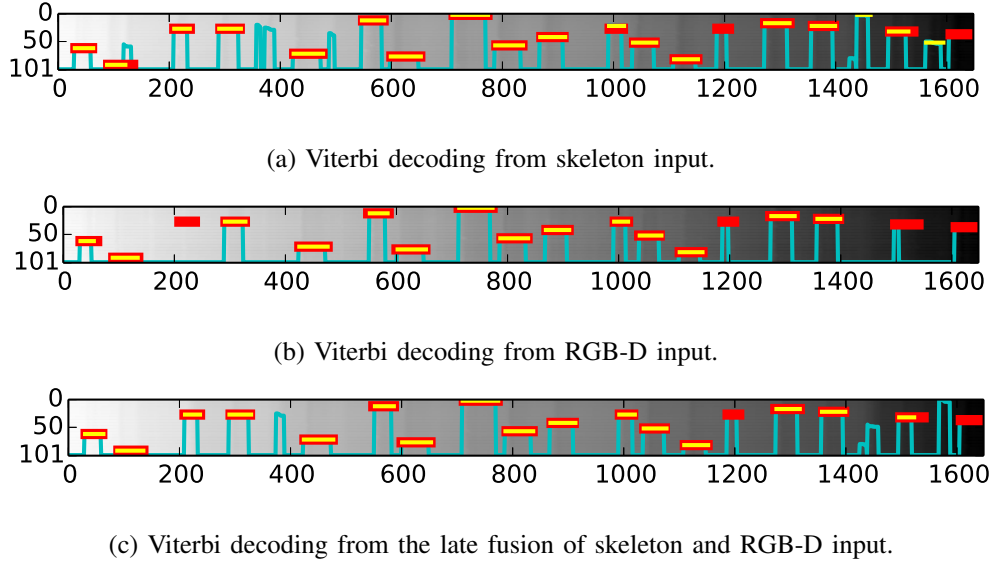 0
50
101
0 200 400 600 800 1000 1200 1400 1600
(a) Viterbi decoding from skeleton input.
0
50
101
0 200 400 600 800 1000 1200 1400 1600
(b) Viterbi decoding from RGB-D input.
0
50
101
0 200 400 600 800 1000 1200 1400 1600
(c) Viterbi decoding from the late fusion of skeleton and RGB-D input.